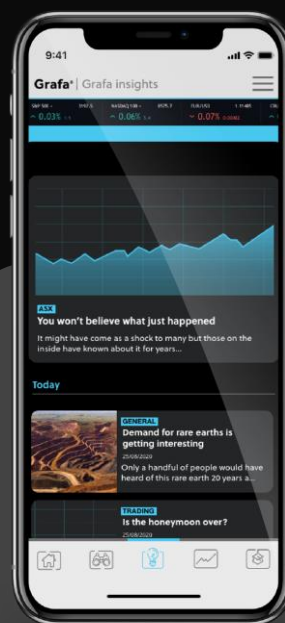 9:41
Grafa® | Grafa insights
S&P 500 NASDAQ 100 EUR/USD
0.03% 0.06% 0.07%
ASX
You won't believe what just happened
It might have come as a shock to many but those on the
inside have known about it for years...
Today
GENERAL
Demand for rare earths is
getting interesting
25/08/2020
Only a handful of people would have
heard of this rare earth 20 years a...
TRADING
Is the honeymoon over?
25/08/2020